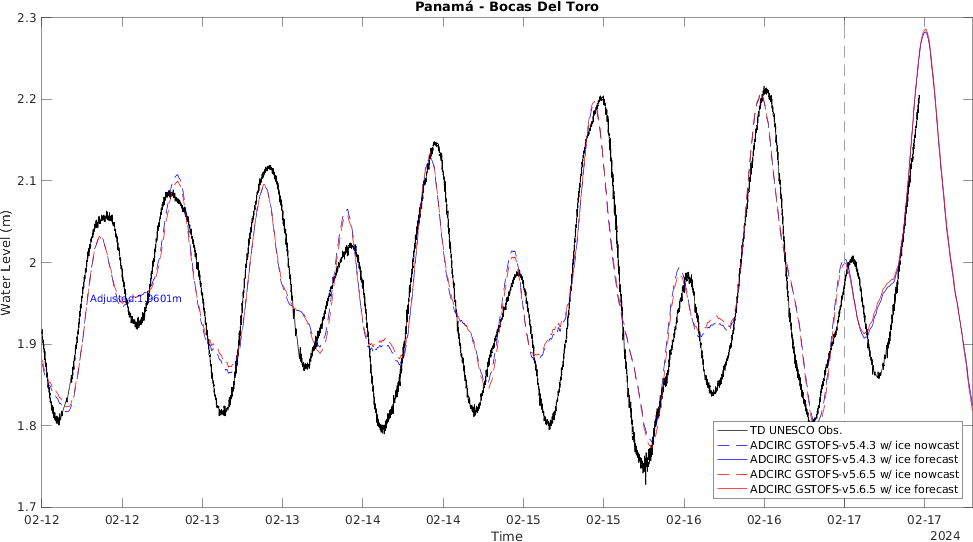 Panamá - Bocas Del Toro
Water Level (m)
2.3
2.2
2.1
2
1.9
1.8
1.7
Adjusted:1.9601m
TD UNESCO Obs.
ADCIRC GSTOFS-v5.4.3 w/ ice nowcast
ADCIRC GSTOFS-v5.4.3 w/ ice forecast
ADCIRC GSTOFS-v5.6.5 w/ ice nowcast
ADCIRC GSTOFS-v5.6.5 w/ ice forecast
02-12 02-12 02-13 02-13 02-14 02-14 02-15 02-15 02-16 02-16 02-17 02-17
Time
2024